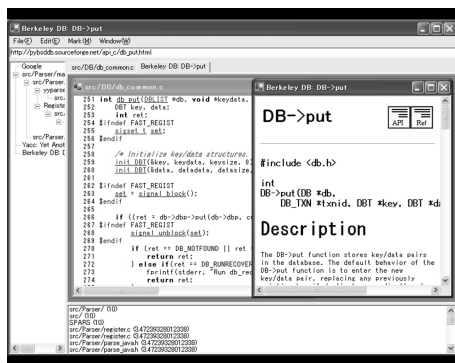 Berkeley DB: DB->put
File(F) Edit(E) Mark(M) Window(W)
http://pybsddb.sourceforge.net/api_c/db_put.html
Google
src/Parser/ma
src/Parser.
yyparse
src.
Registe
src.
src/Parser.
Yacc: Yet Anot
Berkeley DB: D
src/DB/db_common.c Berkeley DB: DB->put
src/DB/db_common.c
251 int db_put(DBLIST *db, void *keydata,
252 DBT key, data;
253 int ret;
254 #ifndef FAST_REGIST
255 sigset_t set;
256 #endif
257
258 /* Initialize key/data structures.
259 init_DBT(&key, keydata, keysize, 0
260 init_DBT(&data, datadata, datasize,
261
262 #ifndef FAST_REGIST
263 set = signal_block();
264 #endif
265
266 if ((ret = db->dbp->put(db->dbp, 
267 #ifndef FAST_REGIST
268 signal_unblock(set);
269 #endif
270 if (ret == DB_NOTFOUND || ret
271 return ret;
272 } else if(ret == DB_RUNRECOVER
273 fprintf(stderr, "Run db_re
274 return ret;
Berkeley DB: DB->put
DB->put
API Ref
#include <db.h>
int
DB->put(DB *db,
DB_TXN *txnid, DBT *key, DBT *da
Description
The DB->put function stores key/data pairs
in the database. The default behavior of the
DB->put function is to enter the new
key/data pair, replacing any previously
src/Parser/ (10)
src/ (10)
SPARS (10)
src/Parser/register.c (3.47239328012338)
src/Parser/register.c (3.47239328012338)
src/Parser/parse_java.h (3.47239328012338)
src/Parser/parse_java.h (3.47239328012338)